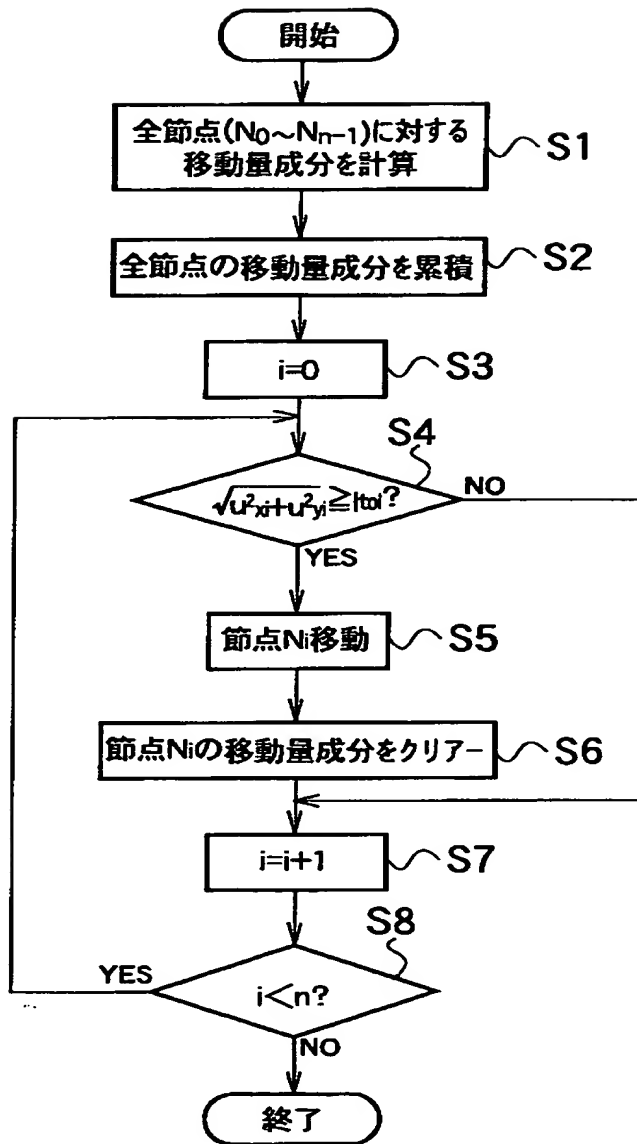 開始
全節点(N₀~Nₙ₋₁)に対する
移動量成分を計算
S1
全節点の移動量成分を累積
S2
i=0
S3
S4
√u²xi+u²yi≧ltol?
NO
YES
節点Ni移動
S5
節点Niの移動量成分をクリアー
S6
i=i+1
S7
S8
YES
i<n?
NO
終了